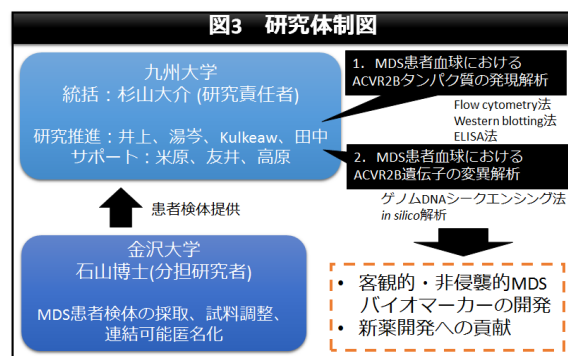 図3 研究体制図
九州大学
統括：杉山大介 (研究責任者)
研究推進：井上、湯岑、Kulkeaw、田中
サポート：米原、友井、高原
1. MDS患者血球における
ACVR2Bタンパク質の発現解析
Flow cytometry法
Western blotting法
ELISA法
2. MDS患者血球における
ACVR2B遺伝子の変異解析
ゲノムDNAシークエンシング法
in silico解析
患者検体提供
金沢大学
石山博士(分担研究者)
MDS患者検体の採取、試料調整、
連結可能匿名化
• 客観的・非侵襲的MDS
バイオマーカーの開発
• 新薬開発への貢献